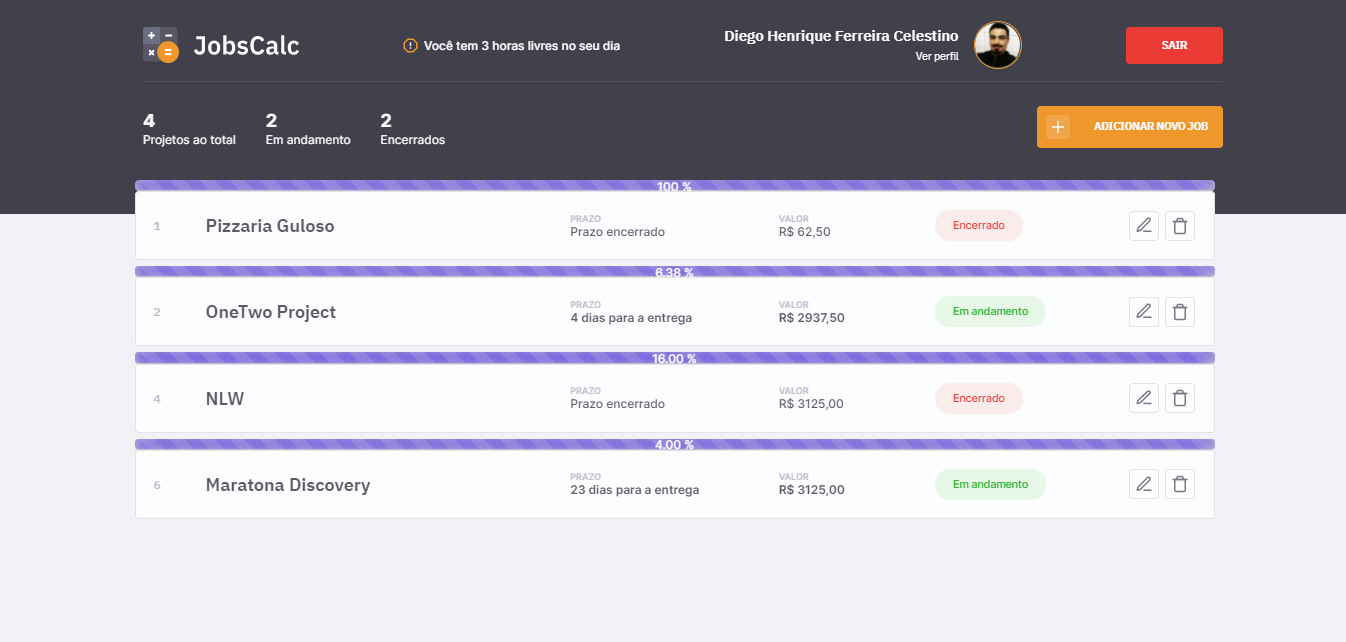 JobsCalc
Você tem 3 horas livres no seu dia
Diego Henrique Ferreira Celestino
Ver perfil
SAIR
4
Projetos ao total
2
Em andamento
2
Encerrados
ADICIONAR NOVO JOB
100 %
1
Pizzaria Guloso
PRAZO
Prazo encerrado
VALOR
R$ 62,50
Encerrado
6.38 %
2
OneTwo Project
PRAZO
4 dias para a entrega
VALOR
R$ 2937,50
Em andamento
16.00 %
4
NLW
PRAZO
Prazo encerrado
VALOR
R$ 3125,00
Encerrado
4.00 %
6
Maratona Discovery
PRAZO
23 dias para a entrega
VALOR
R$ 3125,00
Em andamento